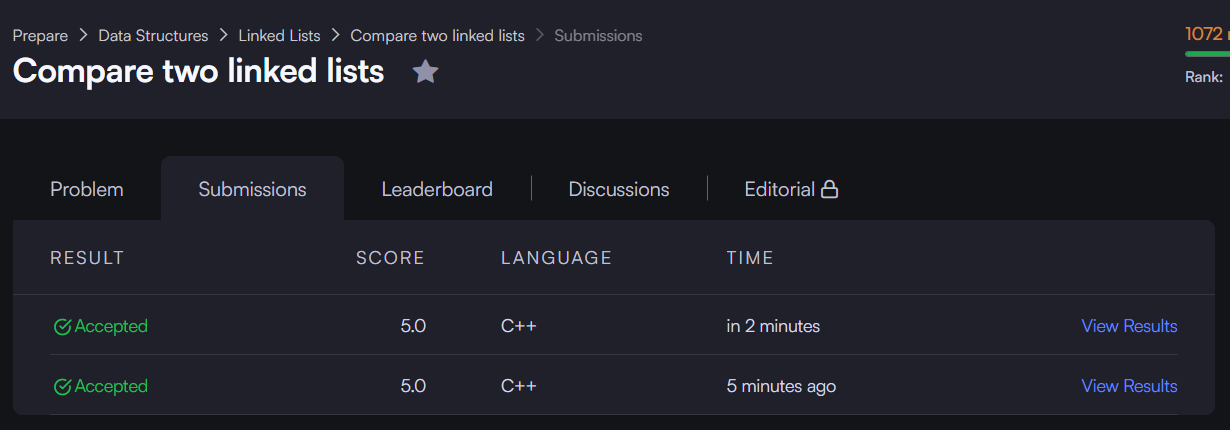 Prepare > Data Structures > Linked Lists > Compare two linked lists > Submissions
1072
Compare two linked lists
Rank:
Problem Submissions Leaderboard Discussions Editorial
RESULT SCORE LANGUAGE TIME
Accepted 5.0 C++ in 2 minutes View Results
Accepted 5.0 C++ 5 minutes ago View Results